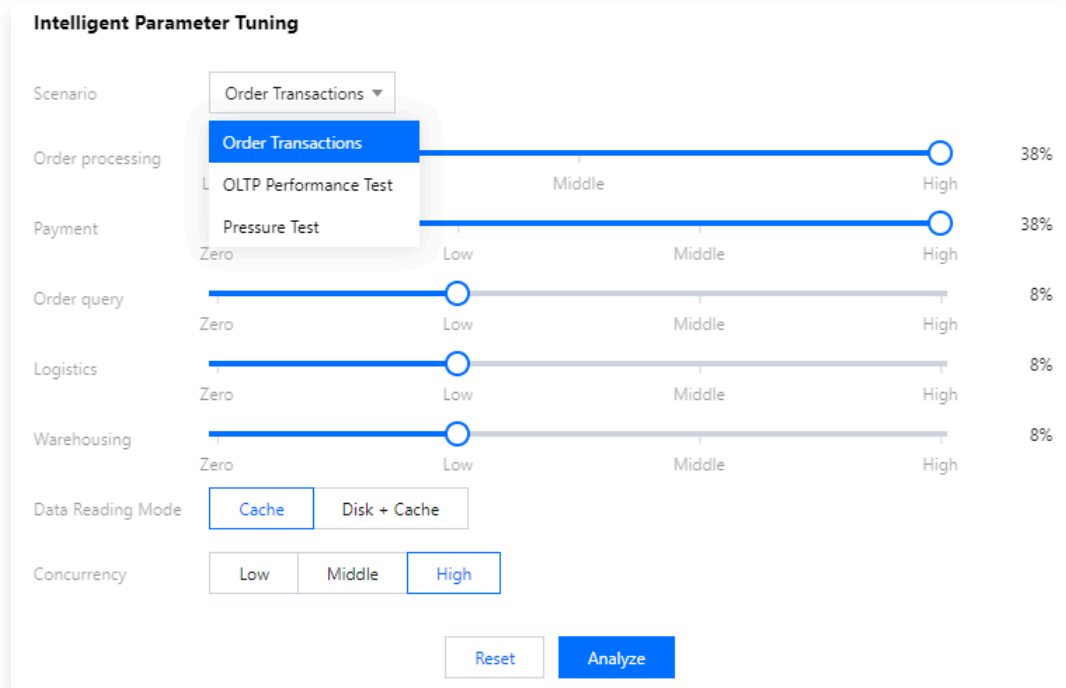 Intelligent Parameter Tuning
Scenario
Order Transactions
Order Transactions
OLTP Performance Test
Pressure Test
Order processing
38%
Middle High
Payment
38%
Zero Low Middle High
Order query
8%
Zero Low Middle High
Logistics
8%
Zero Low Middle High
Warehousing
8%
Zero Low Middle High
Data Reading Mode Cache Disk + Cache
Concurrency Low Middle High
Reset Analyze